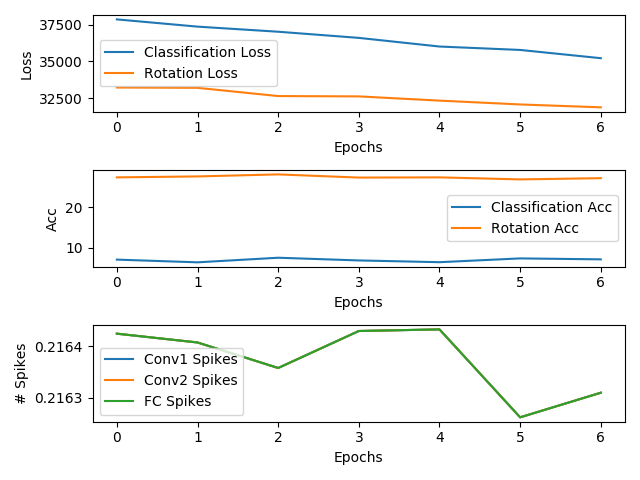 37500
35000
32500
Loss
Classification Loss
Rotation Loss
0 1 2 3 4 5 6
Epochs
20
10
Acc
Classification Acc
Rotation Acc
0 1 2 3 4 5 6
Epochs
0.2164
0.2163
# Spikes
Conv1 Spikes
Conv2 Spikes
FC Spikes
0 1 2 3 4 5 6
Epochs